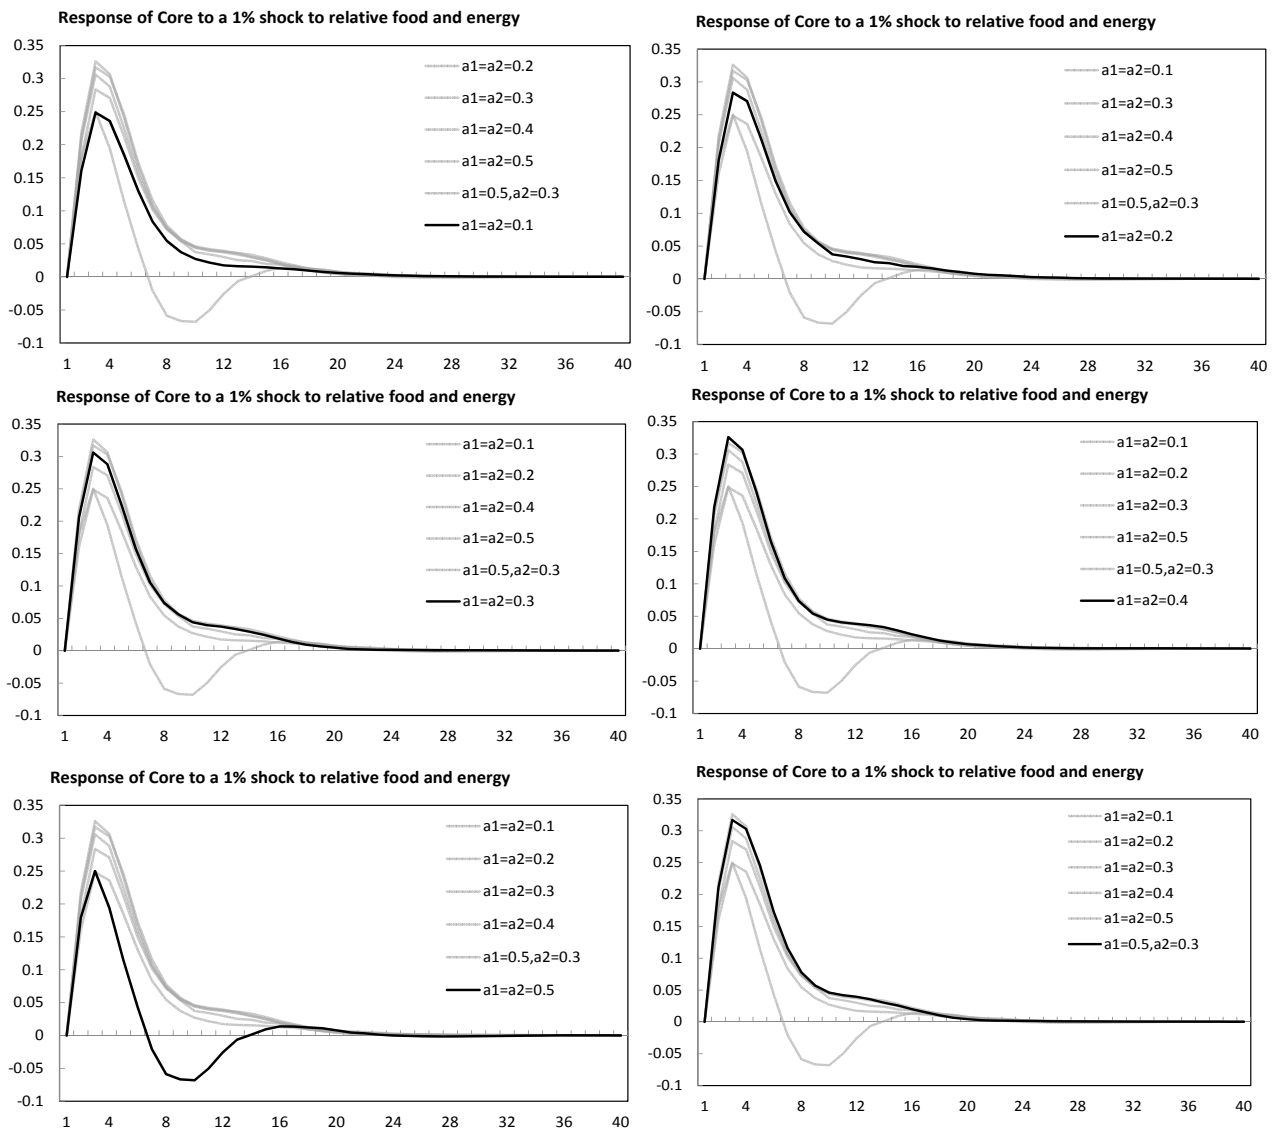 Response of Core to a 1% shock to relative food and energy
0.35
0.3
0.25
0.2
0.15
0.1
0.05
0
-0.05
-0.1
a1=a2=0.2
a1=a2=0.3
a1=a2=0.4
a1=a2=0.5
a1=0.5,a2=0.3
a1=a2=0.1
1 4 8 12 16 20 24 28 32 36 40
Response of Core to a 1% shock to relative food and energy
0.35
0.3
0.25
0.2
0.15
0.1
0.05
0
-0.05
-0.1
a1=a2=0.1
a1=a2=0.3
a1=a2=0.4
a1=a2=0.5
a1=0.5,a2=0.3
a1=a2=0.2
1 4 8 12 16 20 24 28 32 36 40
Response of Core to a 1% shock to relative food and energy
0.35
0.3
0.25
0.2
0.15
0.1
0.05
0
-0.05
-0.1
a1=a2=0.1
a1=a2=0.2
a1=a2=0.4
a1=a2=0.5
a1=0.5,a2=0.3
a1=a2=0.3
1 4 8 12 16 20 24 28 32 36 40
Response of Core to a 1% shock to relative food and energy
0.35
0.3
0.25
0.2
0.15
0.1
0.05
0
-0.05
-0.1
a1=a2=0.1
a1=a2=0.2
a1=a2=0.3
a1=a2=0.5
a1=0.5,a2=0.3
a1=a2=0.4
1 4 8 12 16 20 24 28 32 36 40
Response of Core to a 1% shock to relative food and energy
0.35
0.3
0.25
0.2
0.15
0.1
0.05
0
-0.05
-0.1
a1=a2=0.1
a1=a2=0.2
a1=a2=0.3
a1=a2=0.4
a1=0.5,a2=0.3
a1=a2=0.5
1 4 8 12 16 20 24 28 32 36 40
Response of Core to a 1% shock to relative food and energy
0.35
0.3
0.25
0.2
0.15
0.1
0.05
0
-0.05
-0.1
a1=a2=0.1
a1=a2=0.2
a1=a2=0.3
a1=a2=0.4
a1=a2=0.5
a1=0.5,a2=0.3
1 4 8 12 16 20 24 28 32 36 40